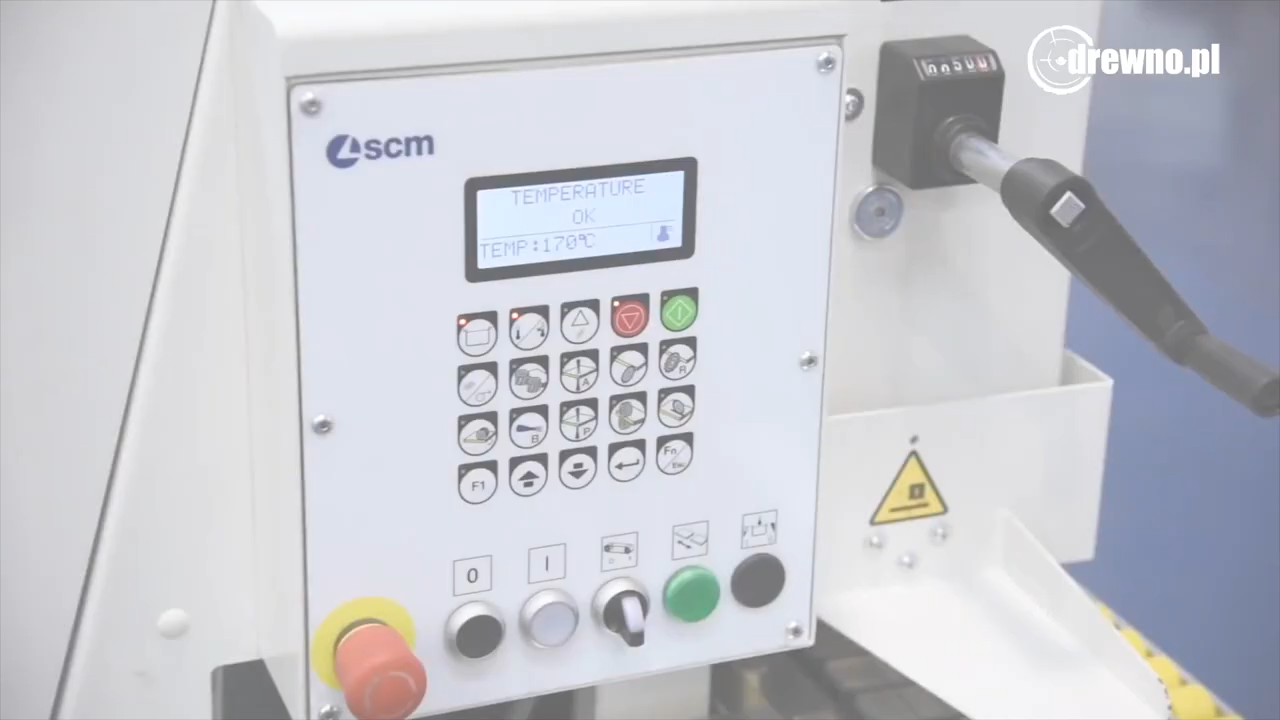 drewno.pl
scm
TEMPERATURE
OK
TEMP:170°C
A
R
B
P
F1
Fn
Esc
0
I